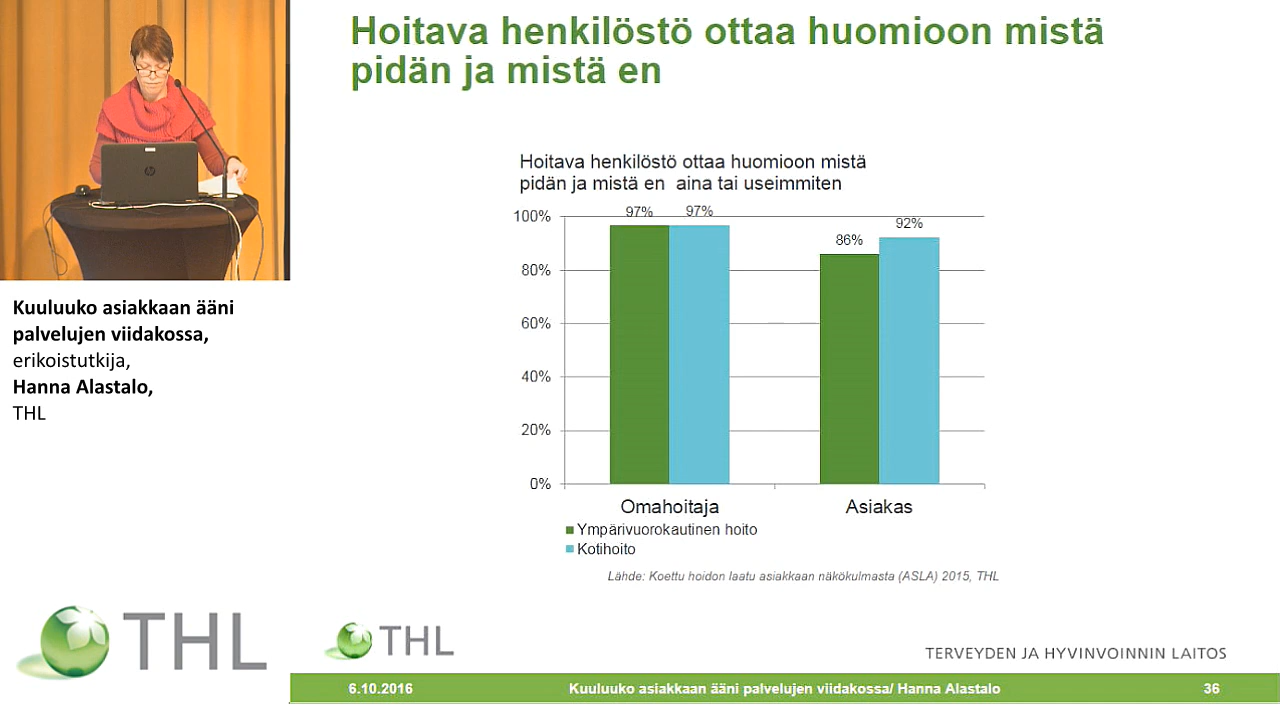 Hoitava henkilöstö ottaa huomioon mistä
pidän ja mistä en
Hoitava henkilöstö ottaa huomioon mistä
pidän ja mistä en aina tai useimmiten
100%
80%
60%
40%
20%
0%
97%
97%
86%
92%
Omahoitaja
Asiakas
Ympärivuorokautinen hoito
Kotihoito
Lähde: Koettu hoidon laatu asiakkaan näkökulmasta (ASLA) 2015, THL
Kuuluuko asiakkaan ääni
palvelujen viidakossa,
erikoistutkija,
Hanna Alastalo,
THL
THL
THL
TERVEYDEN JA HYVINVOINNIN LAITOS
6.10.2016
Kuuluuko asiakkaan ääni palvelujen viidakossa/ Hanna Alastalo
36